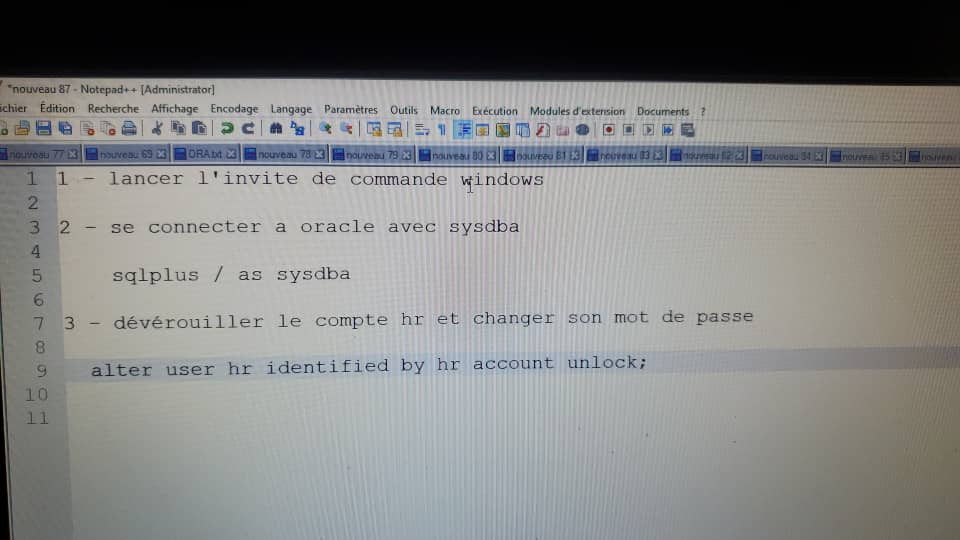 *nouveau 87 - Notepad++ [Administrator]
ichier Édition Recherche Affichage Encodage Langage Paramètres Outils Macro Exécution Modules d'extension Documents ?
nouveau 77 nouveau 69 ORA.txt nouveau 78 nouveau 79 nouveau 80 nouveau 81 nouveau 83 nouveau 82 nouveau 84 nouveau 85 nouveau
1 1 - lancer l'invite de commande windows
2
3 2 - se connecter a oracle avec sysdba
4
5 sqlplus / as sysdba
6
7 3 - dévérouiller le compte hr et changer son mot de passe
8
9 alter user hr identified by hr account unlock;
10
11